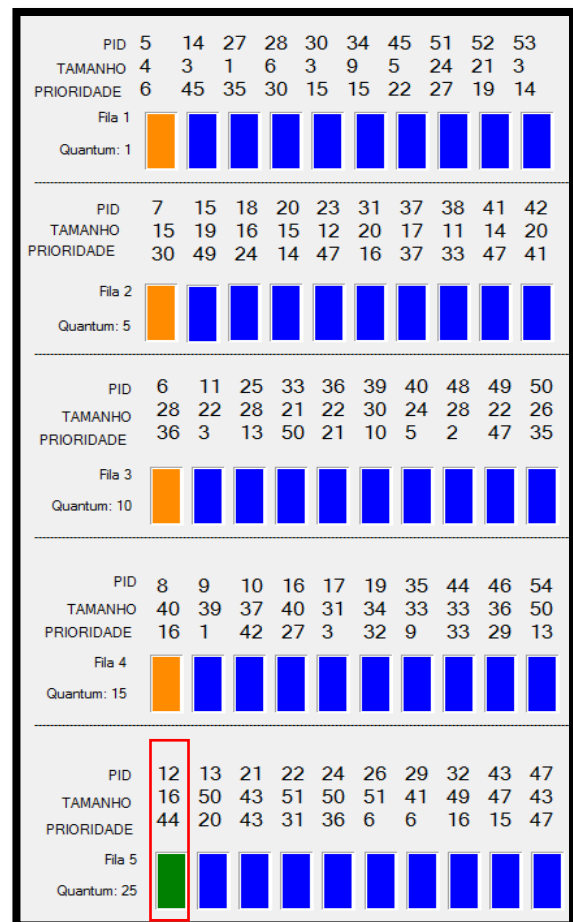 PID 5 14 27 28 30 34 45 51 52 53
TAMANHO 4 3 1 6 3 9 5 24 21 3
PRIORIDADE 6 45 35 30 15 15 22 27 19 14
Fila 1
Quantum: 1
PID 7 15 18 20 23 31 37 38 41 42
TAMANHO 15 19 16 15 12 20 17 11 14 20
PRIORIDADE 30 49 24 14 47 16 37 33 47 41
Fila 2
Quantum: 5
PID 6 11 25 33 36 39 40 48 49 50
TAMANHO 28 22 28 21 22 30 24 28 22 26
PRIORIDADE 36 3 13 50 21 10 5 2 47 35
Fila 3
Quantum: 10
PID 8 9 10 16 17 19 35 44 46 54
TAMANHO 40 39 37 40 31 34 33 33 36 50
PRIORIDADE 16 1 42 27 3 32 9 33 29 13
Fila 4
Quantum: 15
PID 12 13 21 22 24 26 29 32 43 47
TAMANHO 16 50 43 51 50 51 41 49 47 43
PRIORIDADE 44 20 43 31 36 6 6 16 15 47
Fila 5
Quantum: 25